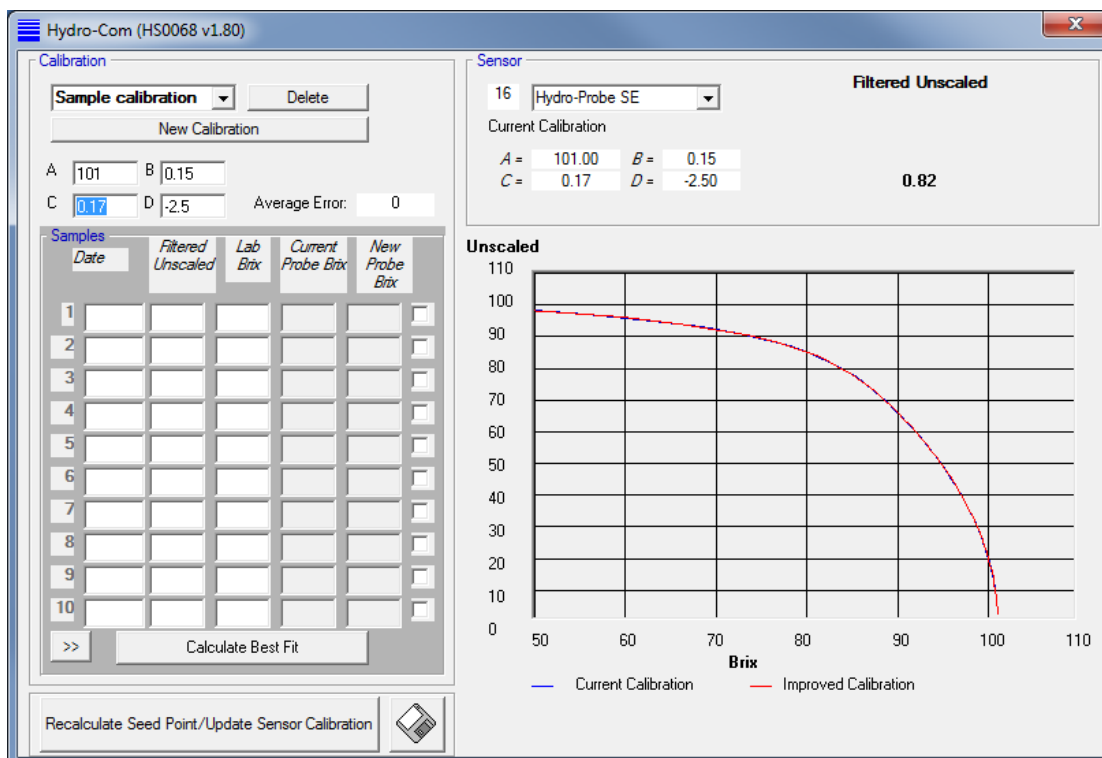 Hydro-Com (HS0068 v1.80)
x
Calibration
Sample calibration
Delete
New Calibration
A 101 B 0.15
C 0.17 D -2.5 Average Error: 0
Samples
Date
Filtered Unscaled
Lab Brix
Current Probe Brix
New Probe Brix
1
2
3
4
5
6
7
8
9
10
>>
Calculate Best Fit
Recalculate Seed Point/Update Sensor Calibration
Sensor
16 Hydro-Probe SE
Filtered Unscaled
Current Calibration
A = 101.00 B = 0.15
C = 0.17 D = -2.50
0.82
Unscaled
110
100
90
80
70
60
50
40
30
20
10
0
50 60 70 80 90 100 110
Brix
Current Calibration Improved Calibration